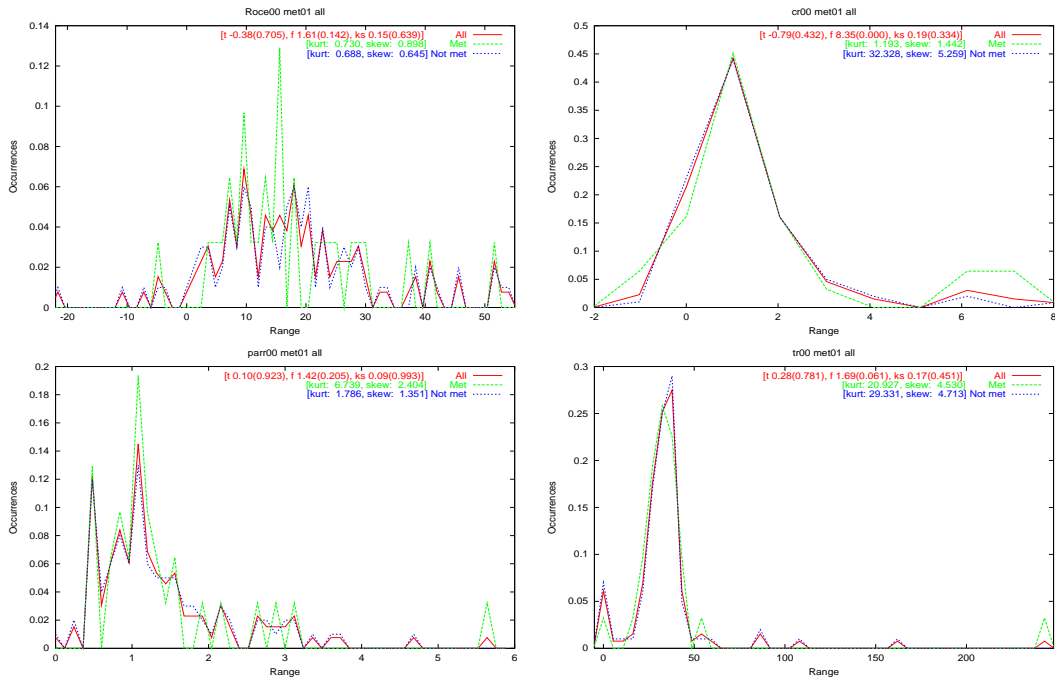 Roce00 met01 all
[t -0.38(0.705), f 1.61(0.142), ks 0.15(0.639)] All
[kurt: 0.730, skew: 0.898] Met
[kurt: 0.688, skew: 0.645] Not met
0.14
0.12
0.1
0.08
0.06
0.04
0.02
0
Occurrences
-20 -10 0 10 20 30 40 50
Range
cr00 met01 all
[t -0.79(0.432), f 8.35(0.000), ks 0.19(0.334)] All
[kurt: 1.193, skew: 1.442] Met
[kurt: 32.328, skew: 5.259] Not met
0.5
0.45
0.4
0.35
0.3
0.25
0.2
0.15
0.1
0.05
0
Occurrences
-2 0 2 4 6 8
Range
parr00 met01 all
[t 0.10(0.923), f 1.42(0.205), ks 0.09(0.993)] All
[kurt: 6.739, skew: 2.404] Met
[kurt: 1.786, skew: 1.351] Not met
0.2
0.18
0.16
0.14
0.12
0.1
0.08
0.06
0.04
0.02
0
Occurrences
0 1 2 3 4 5 6
Range
tr00 met01 all
[t 0.28(0.781), f 1.69(0.061), ks 0.17(0.451)] All
[kurt: 20.927, skew: 4.530] Met
[kurt: 29.331, skew: 4.713] Not met
0.3
0.25
0.2
0.15
0.1
0.05
0
Occurrences
0 50 100 150 200
Range